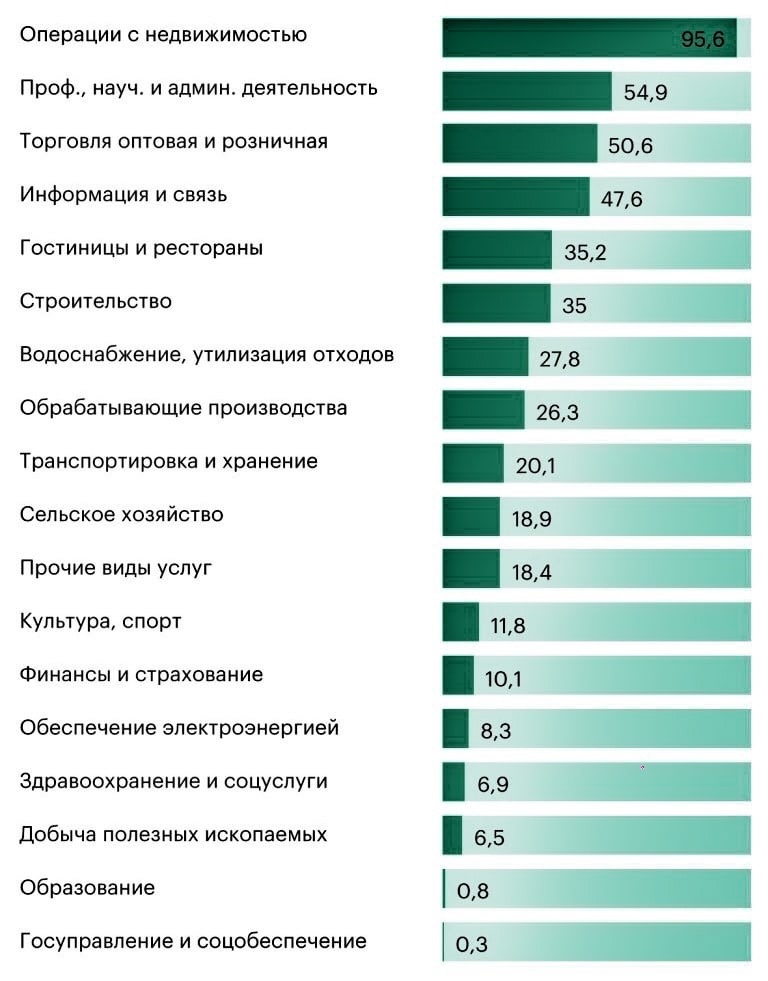 Операции с недвижимостью 95,6
Проф., науч. и админ. деятельность 54,9
Торговля оптовая и розничная 50,6
Информация и связь 47,6
Гостиницы и рестораны 35,2
Строительство 35
Водоснабжение, утилизация отходов 27,8
Обрабатывающие производства 26,3
Транспортировка и хранение 20,1
Сельское хозяйство 18,9
Прочие виды услуг 18,4
Культура, спорт 11,8
Финансы и страхование 10,1
Обеспечение электроэнергией 8,3
Здравоохранение и соцуслуги 6,9
Добыча полезных ископаемых 6,5
Образование 0,8
Госуправление и соцобеспечение 0,3